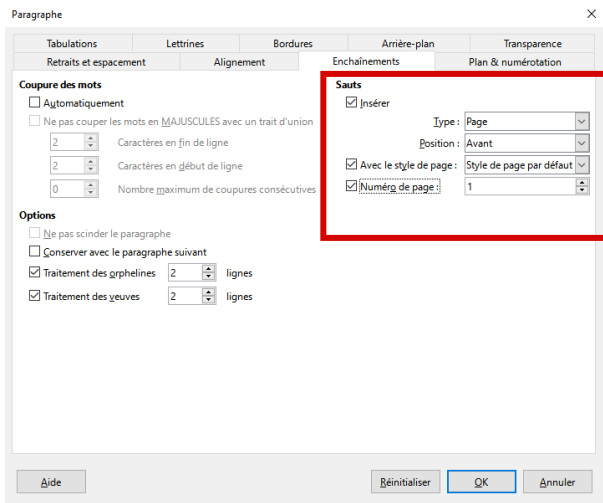 Paragraphe
Tabulations Lettrines Bordures Arrière-plan Transparence
Retraits et espacement Alignement Enchaînements Plan & numérotation
Coupure des mots
Automatiquement
Ne pas couper les mots en MAJUSCULES avec un trait d'union
2 Caractères en fin de ligne
2 Caractères en début de ligne
0 Nombre maximum de coupures consécutives
Options
Ne pas scinder le paragraphe
Conserver avec le paragraphe suivant
Traitement des orphelines 2 lignes
Traitement des veuves 2 lignes
Sauts
Insérer
Type : Page
Position : Avant
Avec le style de page : Style de page par défaut
Numéro de page : 1
Aide Réinitialiser OK Annuler